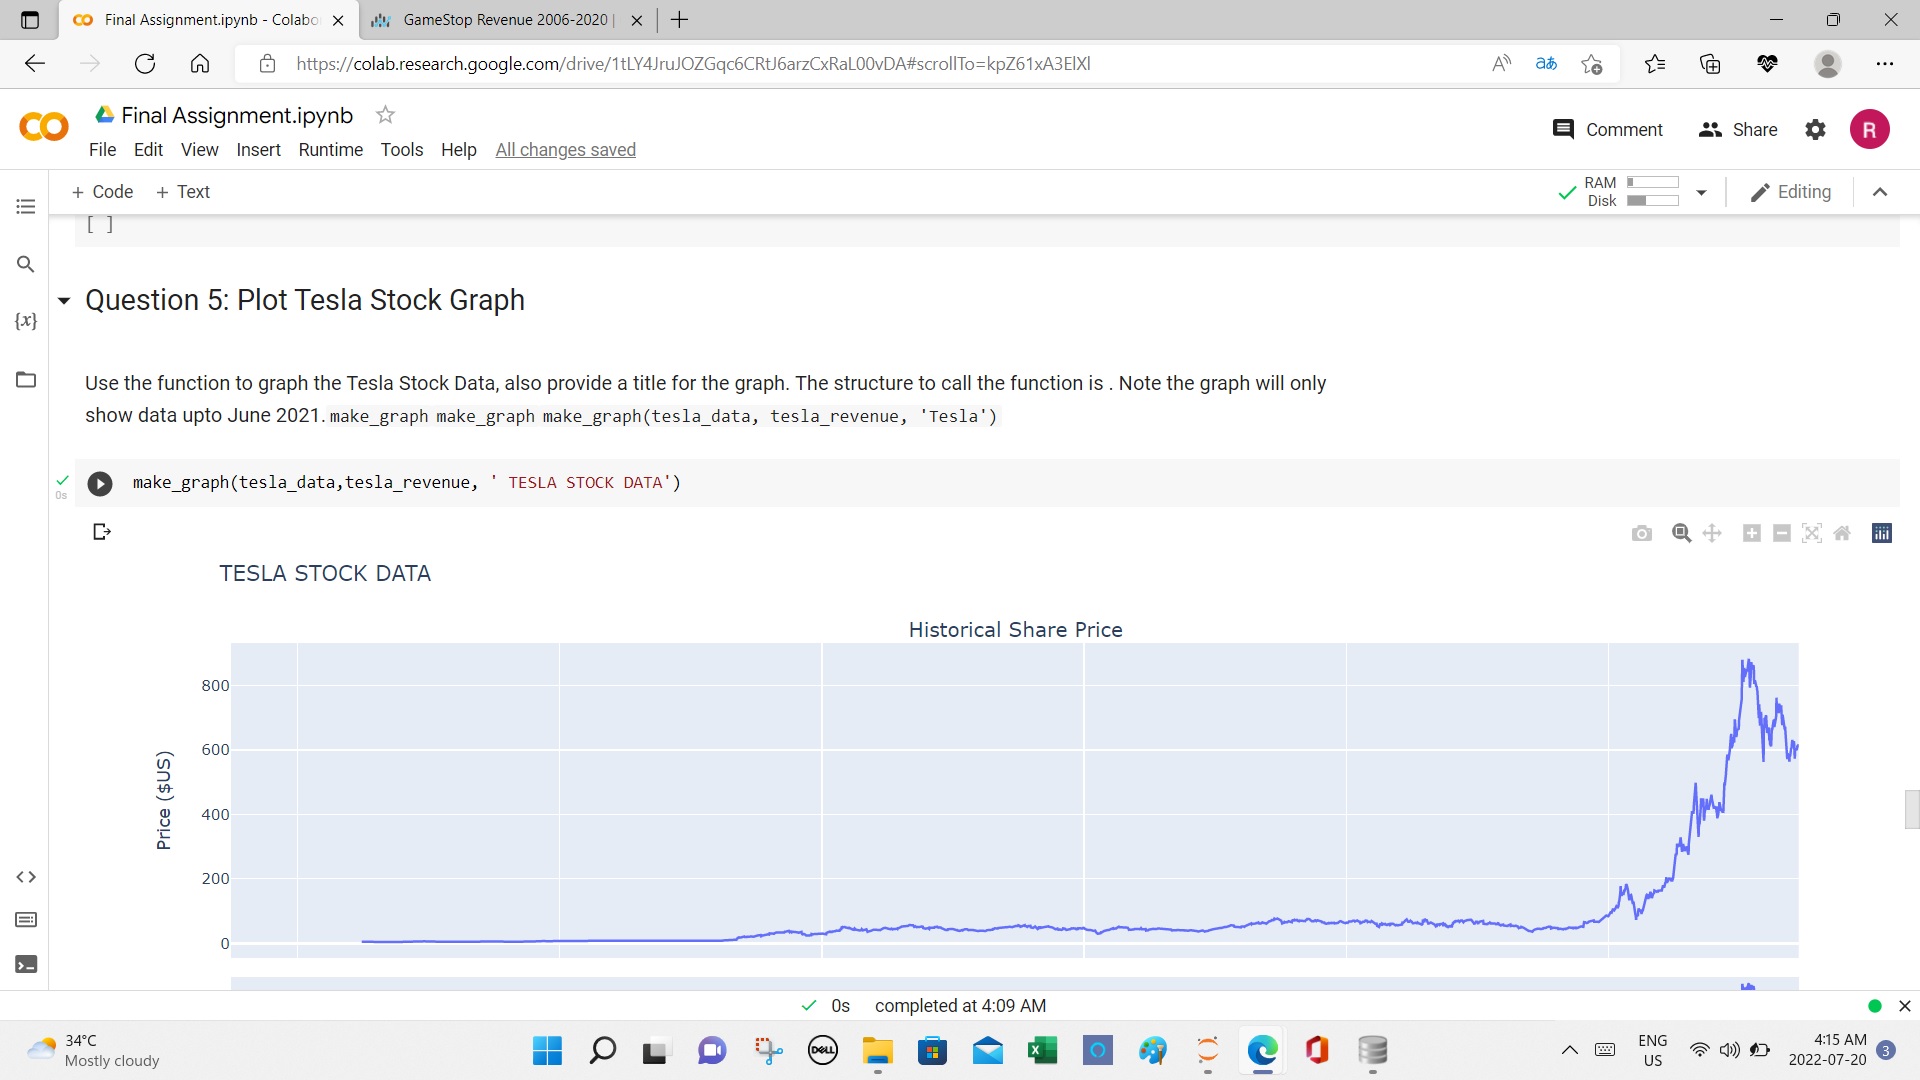 Final Assignment.ipynb - Colabo
GameStop Revenue 2006-2020 |
https://colab.research.google.com/drive/1tLY4JruJOZGqc6CRtJ6arzCxRaL00vDA#scrollTo=kpZ61xA3ElXl
Final Assignment.ipynb
Comment
Share
R
File Edit View Insert Runtime Tools Help All changes saved
+ Code + Text
RAM
Disk
Editing
[ ]
Question 5: Plot Tesla Stock Graph
{x}
Use the function to graph the Tesla Stock Data, also provide a title for the graph. The structure to call the function is . Note the graph will only
show data upto June 2021. make_graph make_graph make_graph(tesla_data, tesla_revenue, 'Tesla')
make_graph(tesla_data,tesla_revenue, ' TESLA STOCK DATA')
0s
TESLA STOCK DATA
Historical Share Price
800
600
400
200
0
Price ($US)
0s completed at 4:09 AM
34°C
Mostly cloudy
DELL
ENG
US
4:15 AM
2022-07-20
3